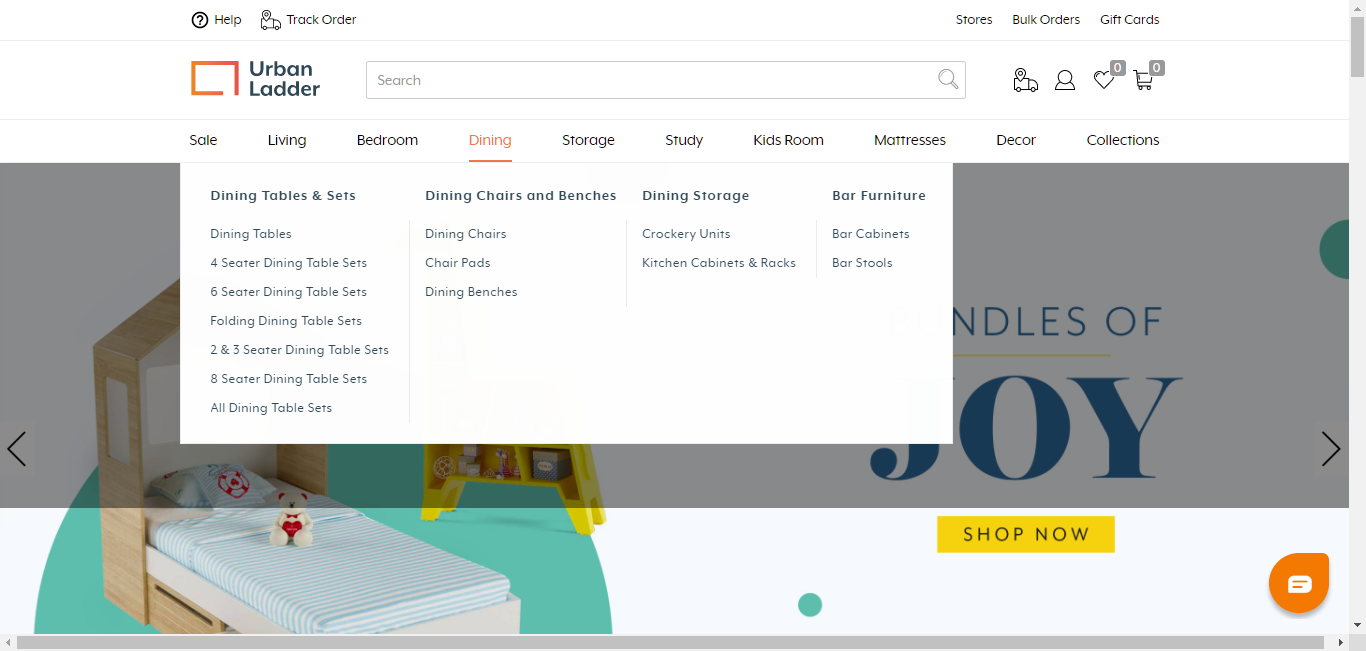 Help
Track Order
Stores
Bulk Orders
Gift Cards
Urban
Ladder
Search
0
0
Sale
Living
Bedroom
Dining
Storage
Study
Kids Room
Mattresses
Decor
Collections
Dining Tables & Sets
Dining Tables
4 Seater Dining Table Sets
6 Seater Dining Table Sets
Folding Dining Table Sets
2 & 3 Seater Dining Table Sets
8 Seater Dining Table Sets
All Dining Table Sets
Dining Chairs and Benches
Dining Chairs
Chair Pads
Dining Benches
Dining Storage
Crockery Units
Kitchen Cabinets & Racks
Bar Furniture
Bar Cabinets
Bar Stools
NDLES OF
JOY
SHOP NOW